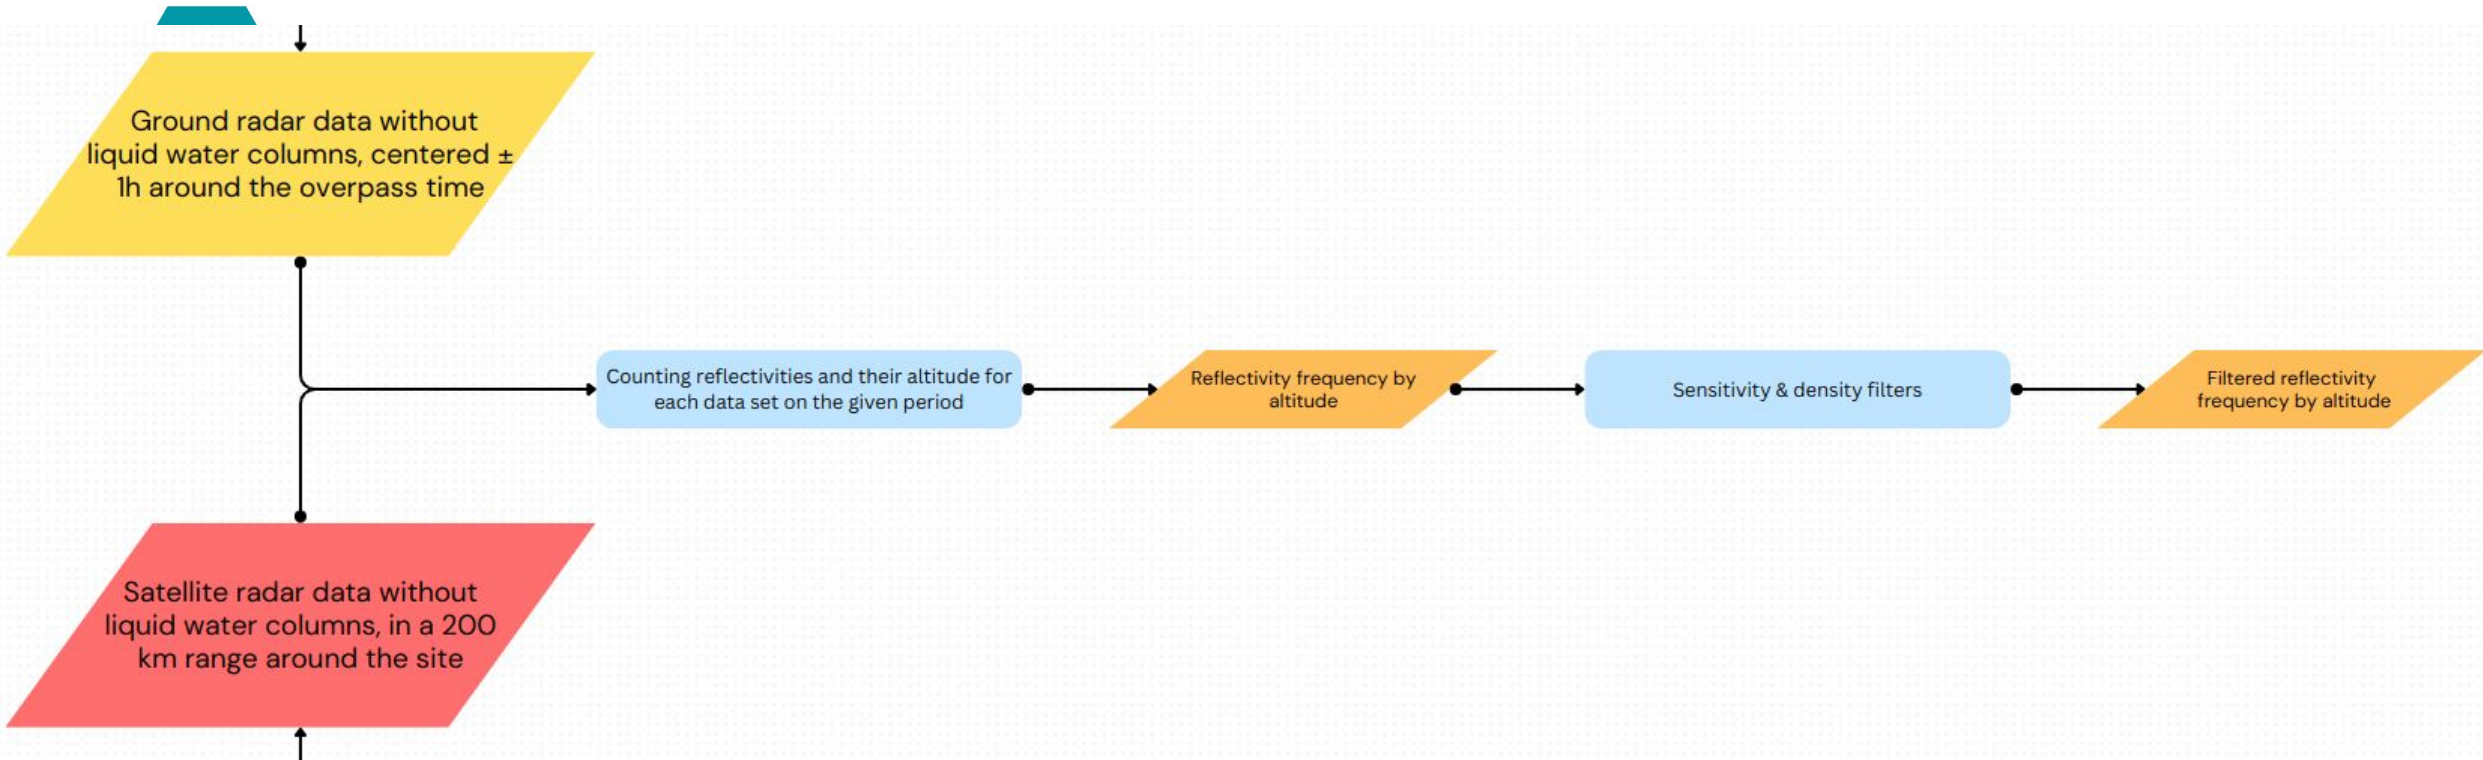 Ground radar data without
liquid water columns, centered ±
1h around the overpass time
Counting reflectivities and their altitude for
each data set on the given period
Reflectivity frequency by
altitude
Sensitivity & density filters
Filtered reflectivity
frequency by altitude
Satellite radar data without
liquid water columns, in a 200
km range around the site